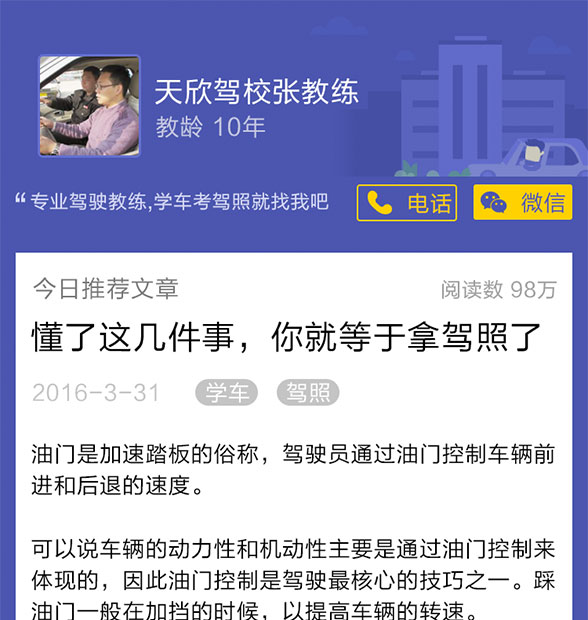 天欣驾校张教练
教龄 10年
“专业驾驶教练,学车考驾照就找我吧
电话
微信
今日推荐文章
阅读数 98万
懂了这几件事，你就等于拿驾照了
2016-3-31
学车
驾照
油门是加速踏板的俗称，驾驶员通过油门控制车辆前
进和后退的速度。
可以说车辆的动力性和机动性主要是通过油门控制来
体现的，因此油门控制是驾驶最核心的技巧之一。踩
油门一般在加挡的时候，以提高车辆的转速。